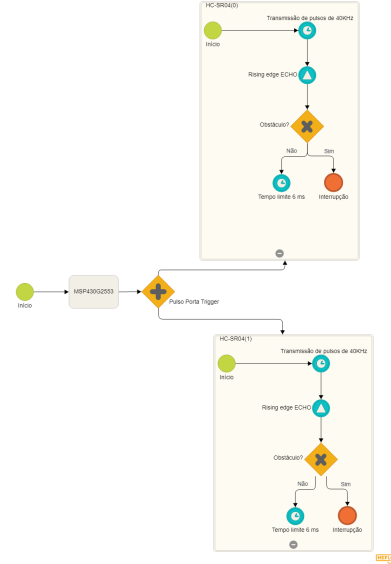 HC-SR04(0)
Transmissão de pulsos de 40KHz
Início
Rising edge ECHO
Obstáculo?
Não
Sim
Tempo limite 6 ms
Interrupção
MSP430G2553
Início
Pulso Porta Trigger
HC-SR04(1)
Transmissão de pulsos de 40KHz
Início
Rising edge ECHO
Obstáculo?
Não
Sim
Tempo limite 6 ms
Interrupção